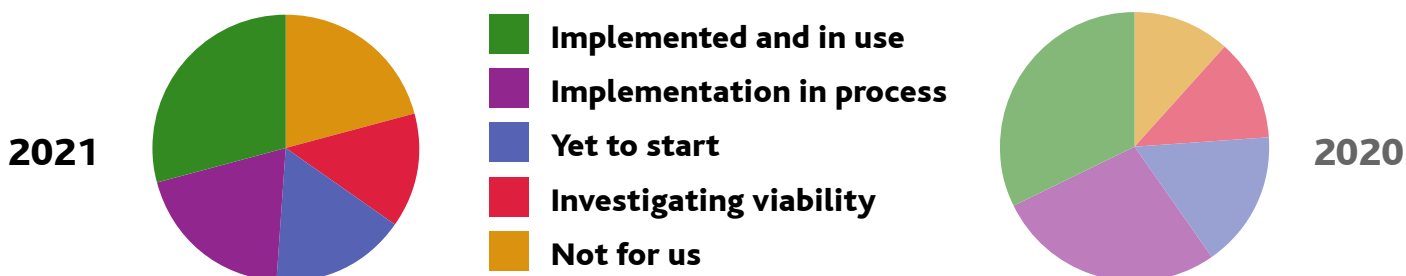 2021
Implemented and in use
Implementation in process
Yet to start
Investigating viability
Not for us
2020